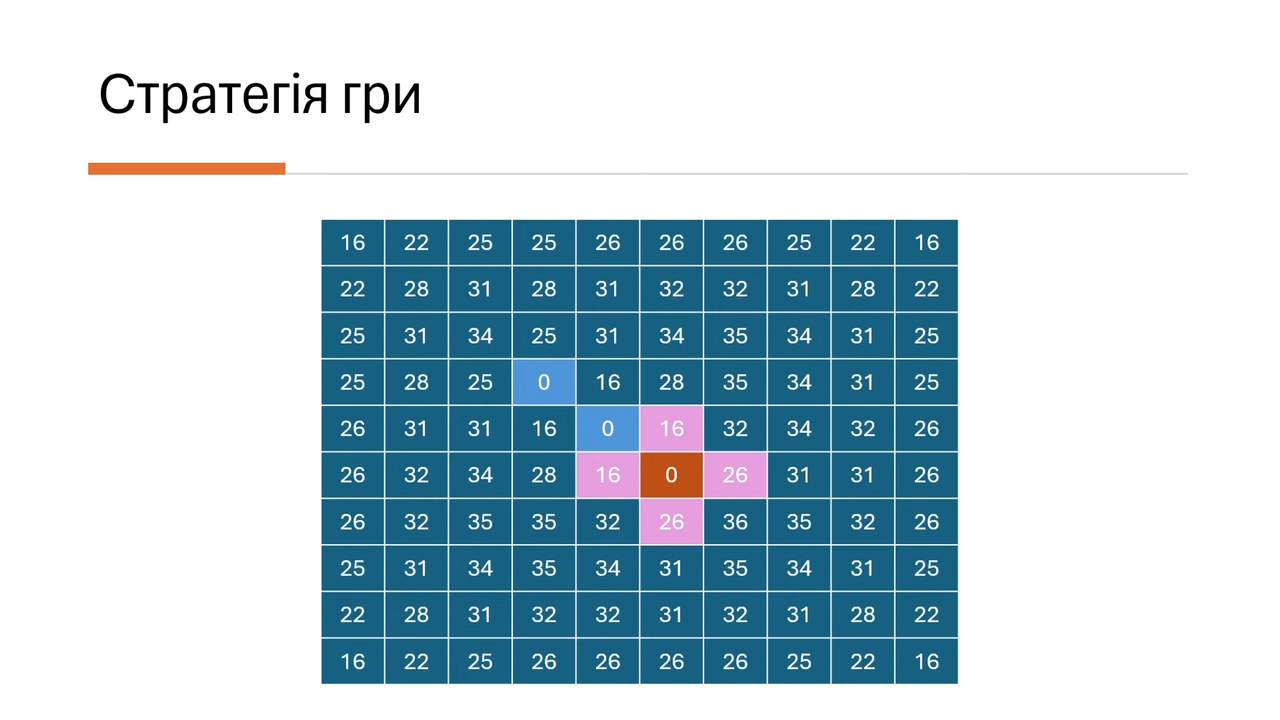 Стратегія гри
16 22 25 25 26 26 26 25 22 16
22 28 31 28 31 32 32 31 28 22
25 31 34 25 31 34 35 34 31 25
25 28 25 0 16 28 35 34 31 25
26 31 31 16 0 16 32 34 32 26
26 32 34 28 16 0 26 31 31 26
26 32 35 35 32 26 36 35 32 26
25 31 34 35 34 31 35 34 31 25
22 28 31 32 32 31 32 31 28 22
16 22 25 26 26 26 26 25 22 16